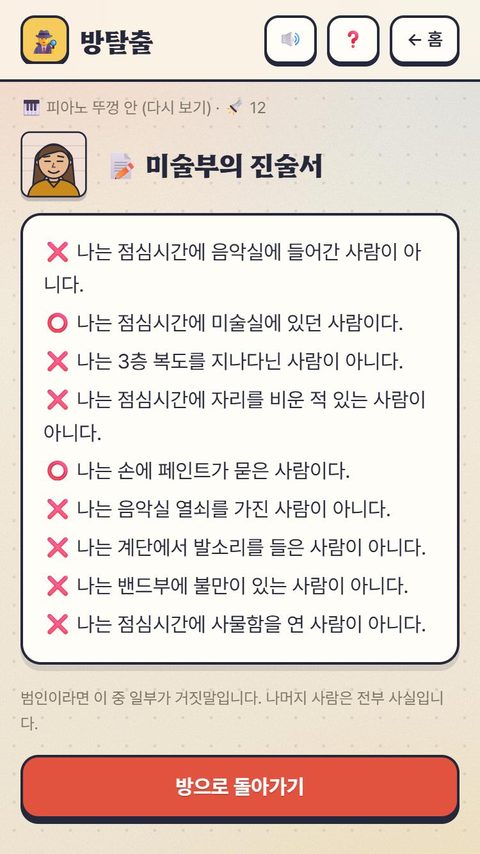 방탈출
← 홈
피아노 뚜껑 안 (다시 보기) · 12
미술부의 진술서
❌ 나는 점심시간에 음악실에 들어간 사람이 아
니다.
⭕ 나는 점심시간에 미술실에 있던 사람이다.
❌ 나는 3층 복도를 지나다닌 사람이 아니다.
❌ 나는 점심시간에 자리를 비운 적 있는 사람이
아니다.
⭕ 나는 손에 페인트가 묻은 사람이다.
❌ 나는 음악실 열쇠를 가진 사람이 아니다.
❌ 나는 계단에서 발소리를 들은 사람이 아니다.
❌ 나는 밴드부에 불만이 있는 사람이 아니다.
❌ 나는 점심시간에 사물함을 연 사람이 아니다.
범인이라면 이 중 일부가 거짓말입니다. 나머지 사람은 전부 사실입니
다.
방으로 돌아가기